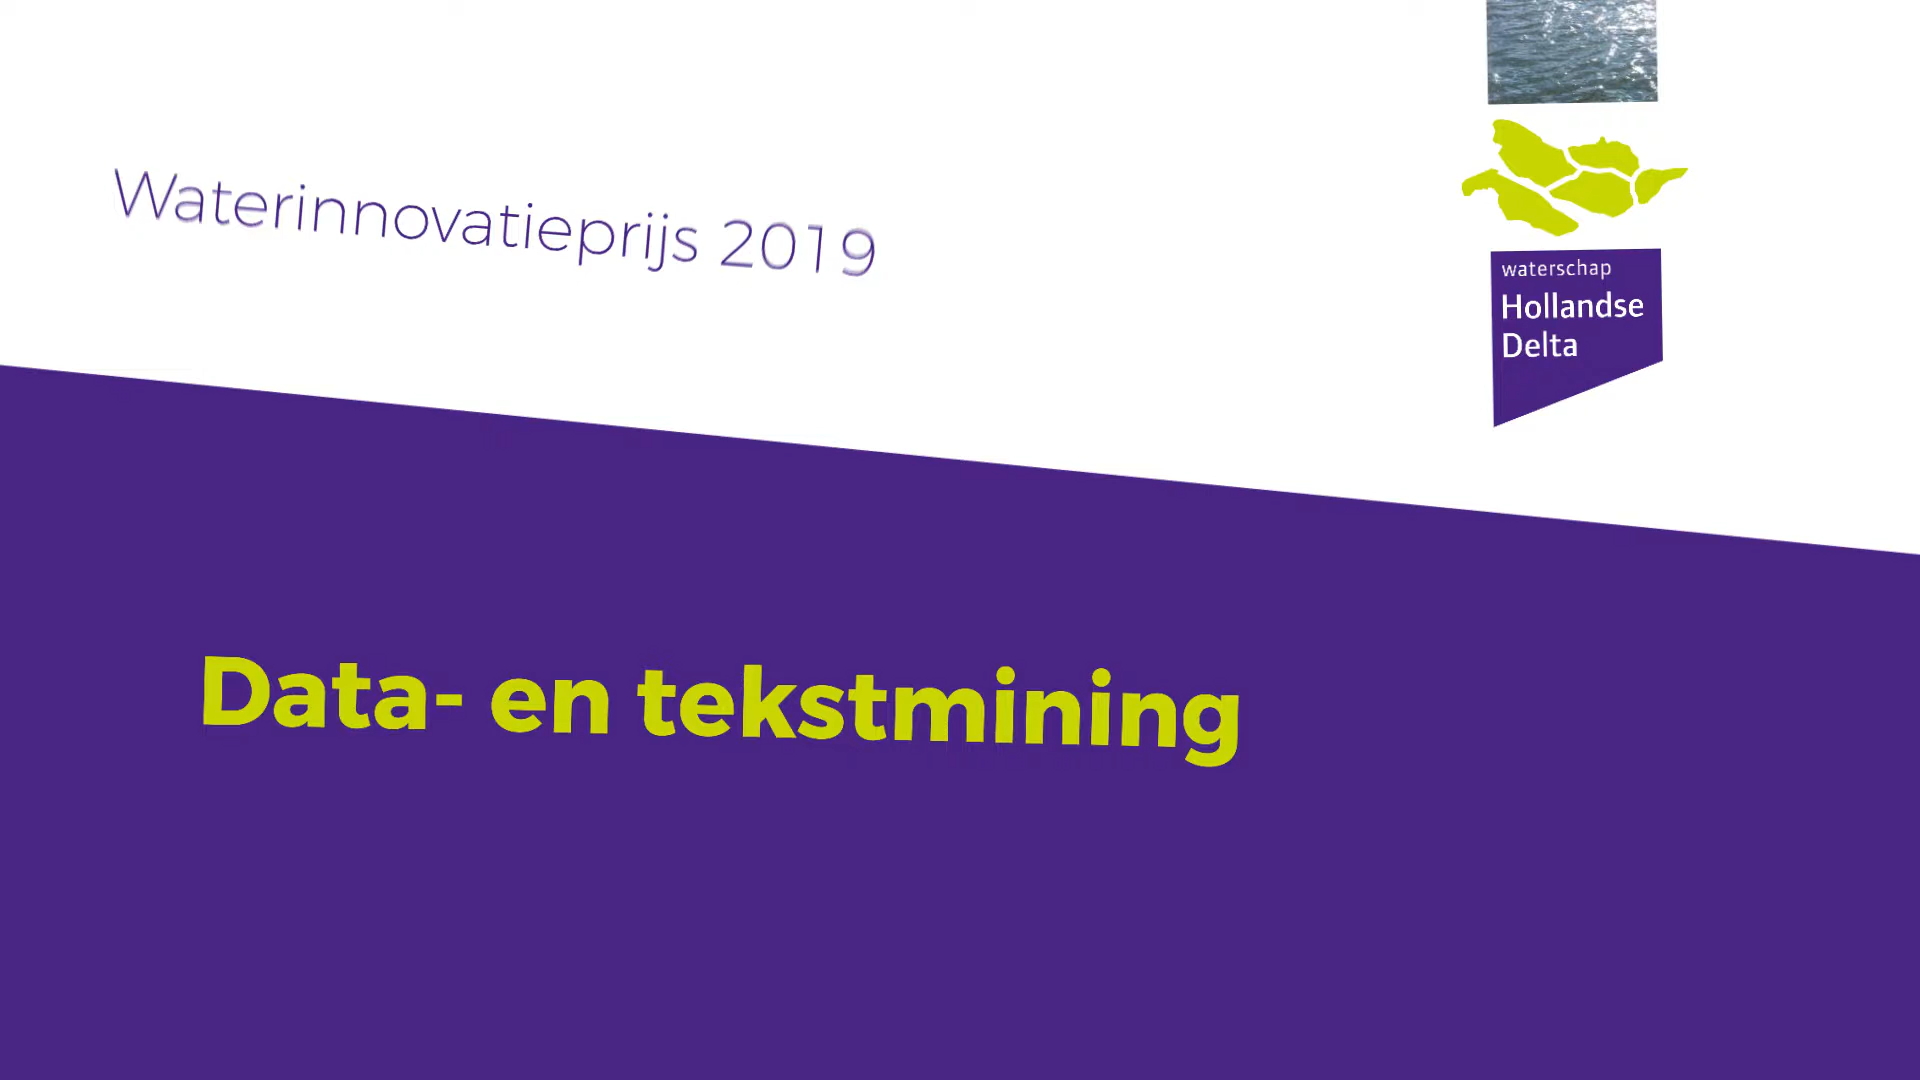 Waterinnovatieprijs 2019
waterschap
Hollandse
Delta
Data- en tekstmining